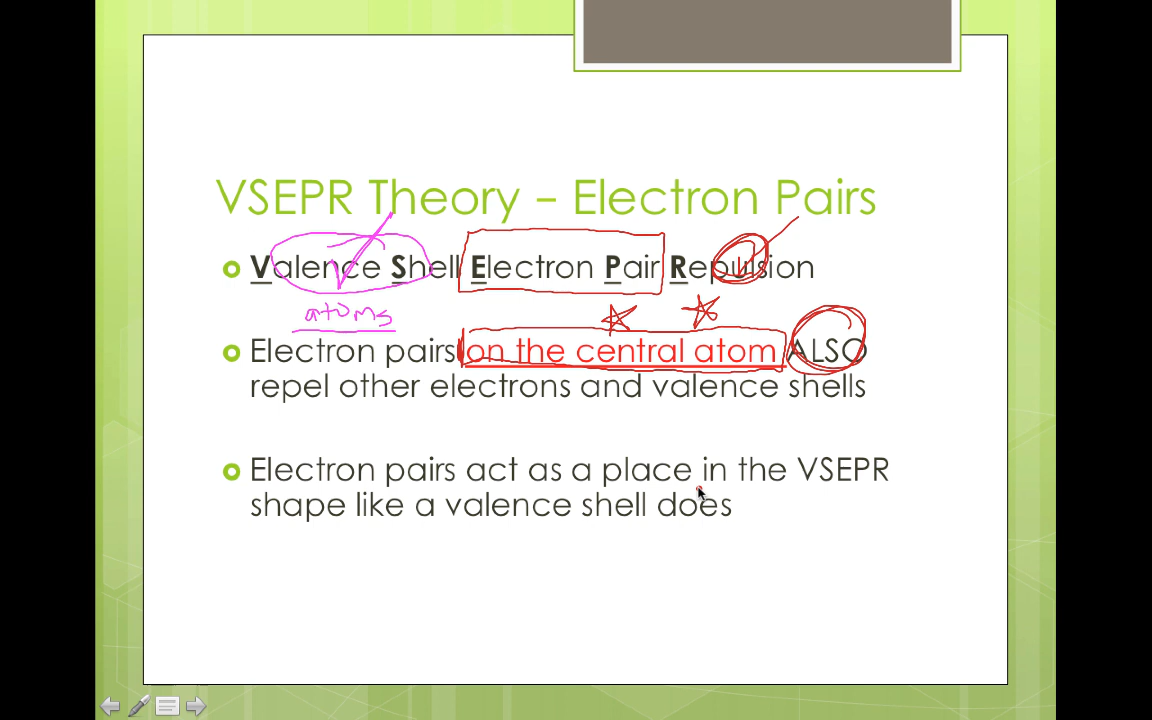 VSEPR Theory – Electron Pairs
Valence Shell Electron Pair Repulsion
atoms
Electron pairs on the central atom ALSO
repel other electrons and valence shells
Electron pairs act as a place in the VSEPR
shape like a valence shell does